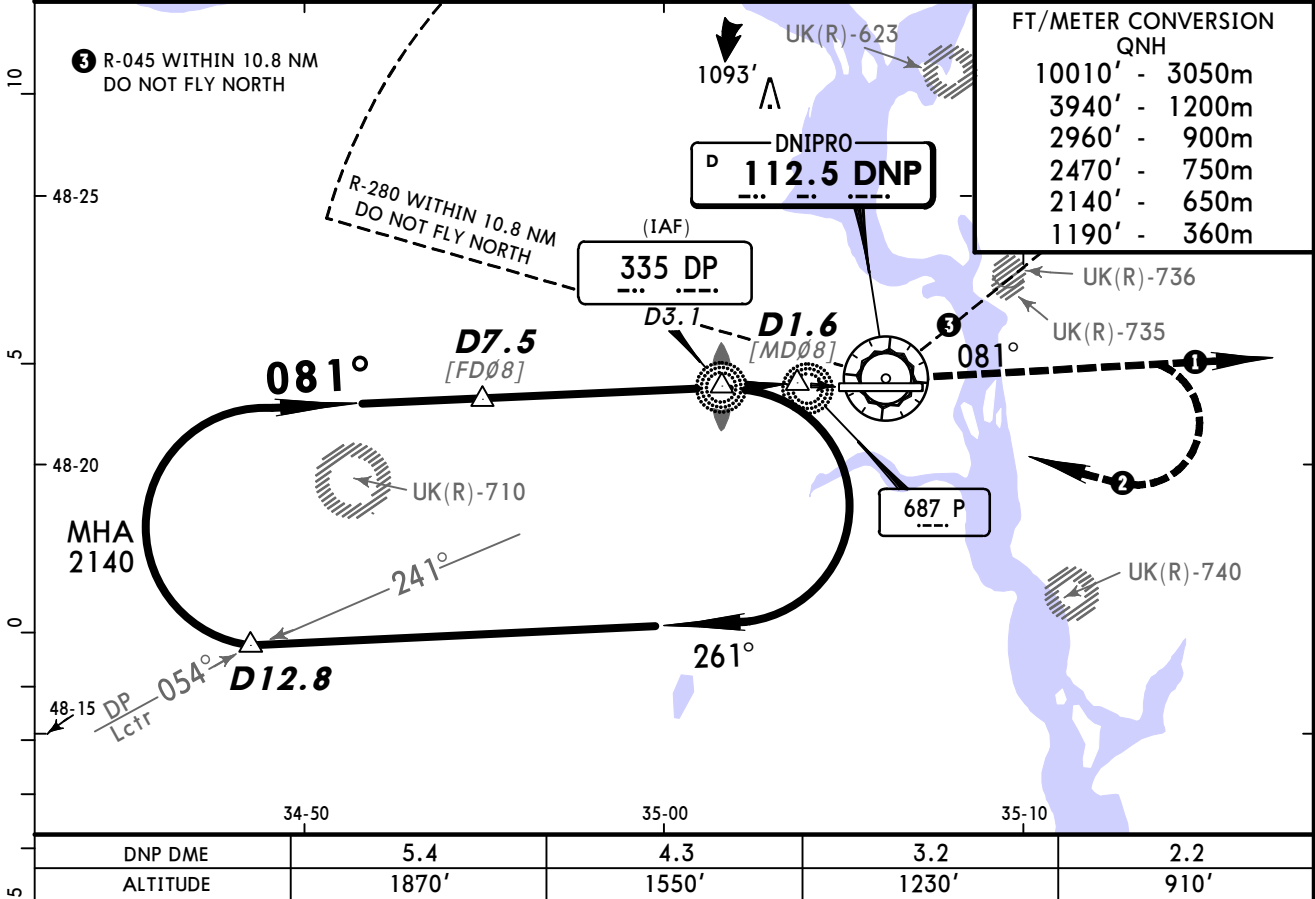 ❸ R-045 WITHIN 10.8 NM
DO NOT FLY NORTH
1093'
UK(R)-623
FT/METER CONVERSION
QNH
10010' - 3050m
3940' - 1200m
2960' - 900m
2470' - 750m
2140' - 650m
1190' - 360m
10
48-25
R-280 WITHIN 10.8 NM
DO NOT FLY NORTH
DNIPRO
D 112.5 DNP
(IAF)
335 DP
D3.1
D1.6
[MDØ8]
D7.5
[FDØ8]
081°
UK(R)-736
UK(R)-735
❸
081°
❶
❷
5
48-20
UK(R)-710
687 P
MHA
2140
241°
UK(R)-740
0
261°
D12.8
054°
DP
Lctr
48-15
34-50
35-00
35-10
DNP DME 5.4 4.3 3.2 2.2
ALTITUDE 1870' 1550' 1230' 910'
5